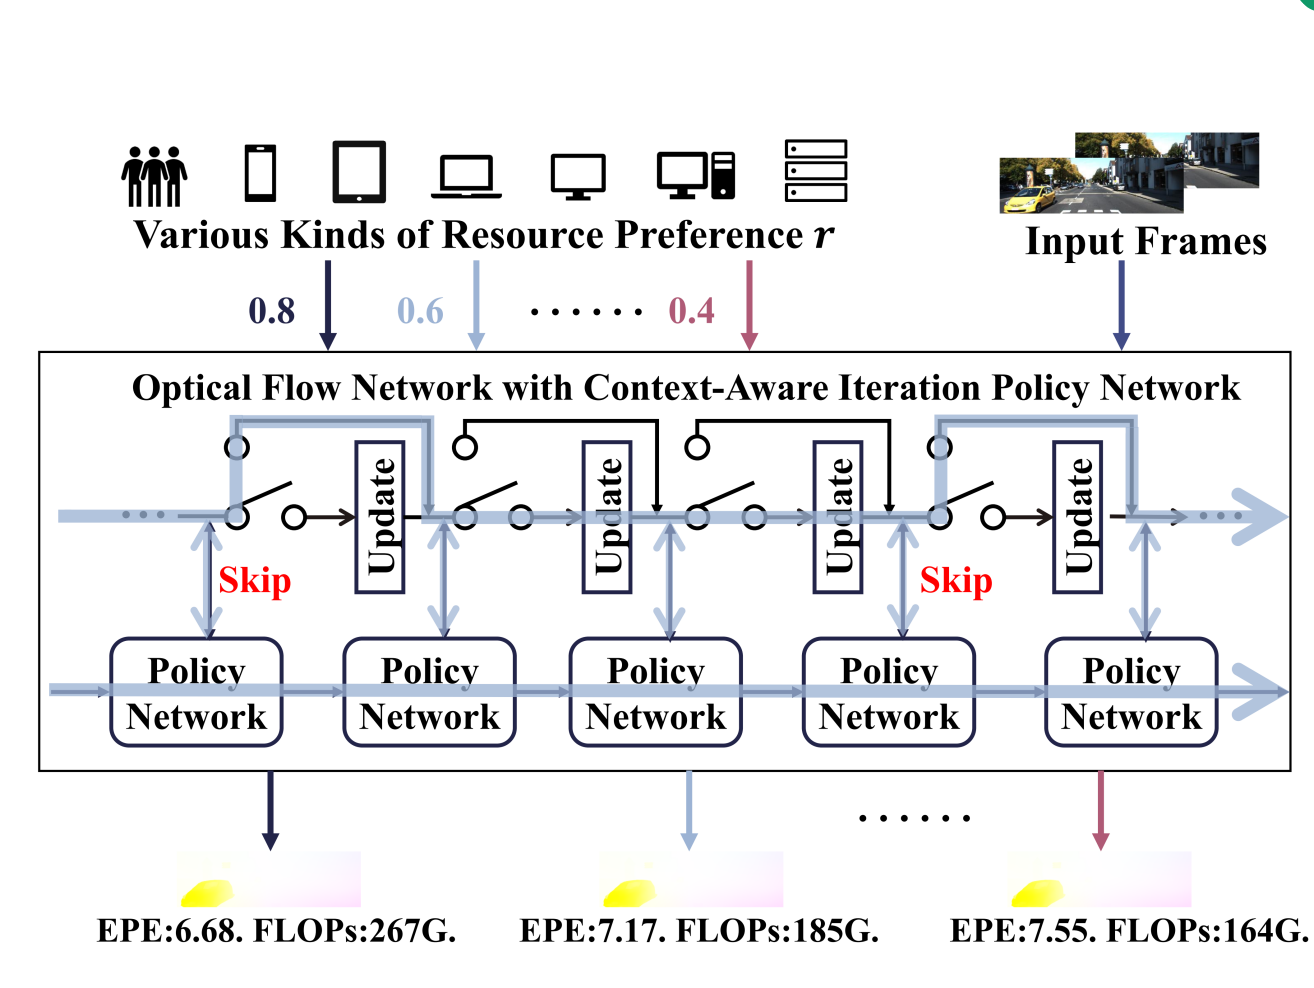 Various Kinds of Resource Preference r
Input Frames
0.8
0.6
......
0.4
Optical Flow Network with Context-Aware Iteration Policy Network
Update
Update
Update
Update
Skip
Skip
Policy
Network
Policy
Network
Policy
Network
Policy
Network
Policy
Network
......
EPE:6.68. FLOPs:267G.
EPE:7.17. FLOPs:185G.
EPE:7.55. FLOPs:164G.